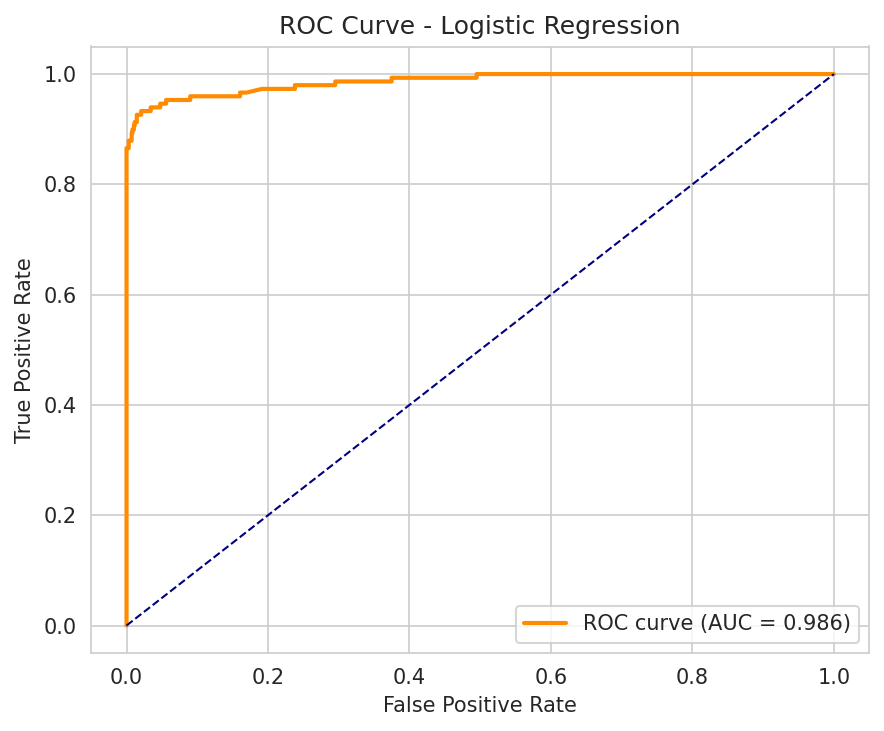 ROC Curve - Logistic Regression
1.0
0.8
0.6
0.4
0.2
0.0
True Positive Rate
ROC curve (AUC = 0.986)
0.0 0.2 0.4 0.6 0.8 1.0
False Positive Rate